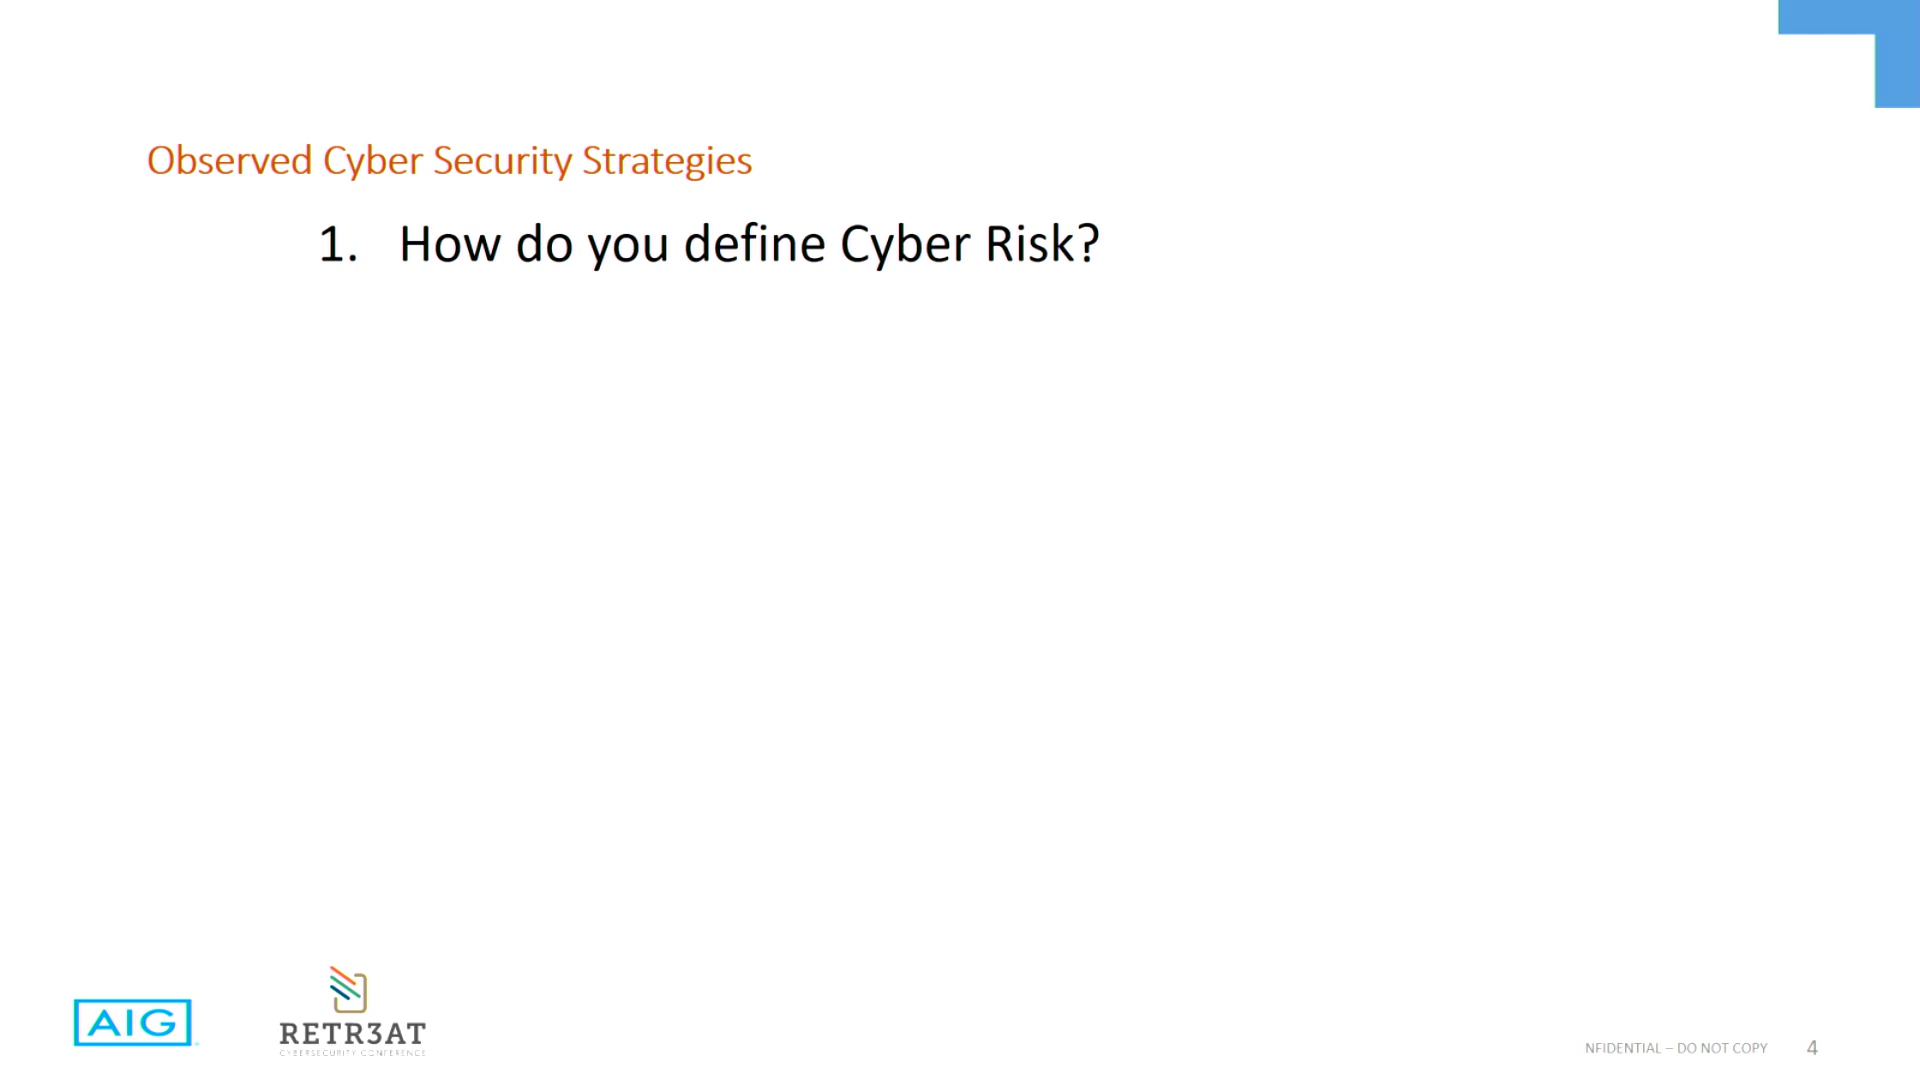 Observed Cyber Security Strategies
1. How do you define Cyber Risk?
AIG
RETR3AT
CYBERSECURITY CONFERENCE
NFIDENTIAL – DO NOT COPY 4